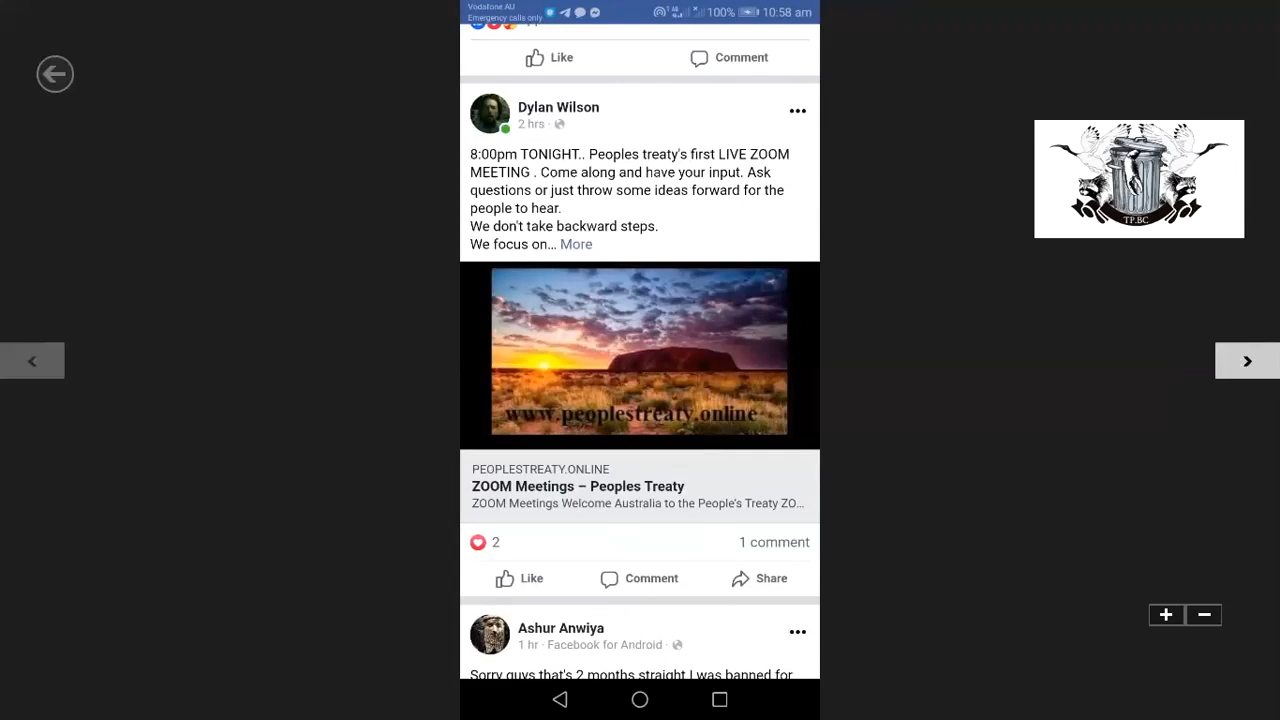 Vodafone AU
Emergency calls only
100%
10:58 am
Like
Comment
Dylan Wilson
2 hrs ·
8:00pm TONIGHT.. Peoples treaty's first LIVE ZOOM
MEETING . Come along and have your input. Ask
questions or just throw some ideas forward for the
people to hear.
We don't take backward steps.
We focus on... More
www.peoplestreaty.online
PEOPLESTREATY.ONLINE
ZOOM Meetings – Peoples Treaty
ZOOM Meetings Welcome Australia to the People's Treaty ZO...
2
1 comment
Like
Comment
Share
Ashur Anwiya
1 hr · Facebook for Android ·
Sorry guys that's 2 months straight I was banned for
TP.BC